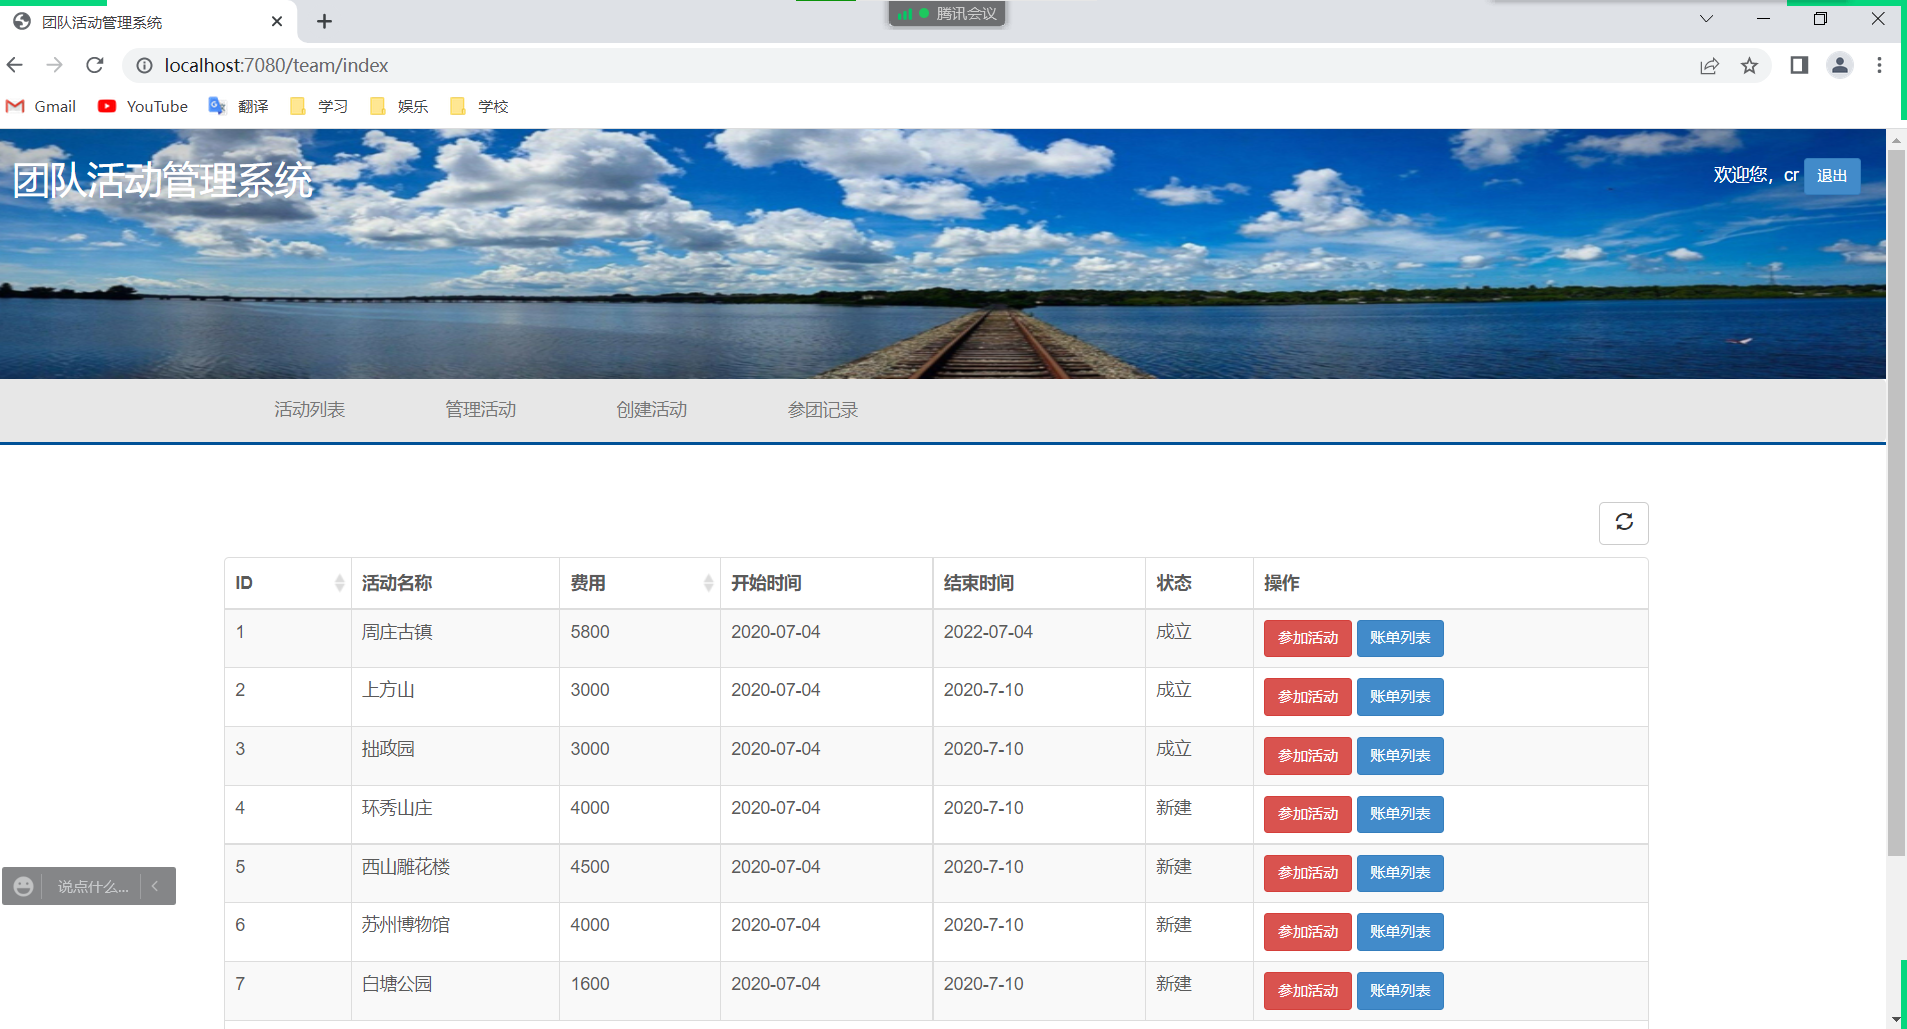 团队活动管理系统
腾讯会议
localhost:7080/team/index
Gmail YouTube 翻译 学习 娱乐 学校
团队活动管理系统
欢迎您，cr 退出
活动列表 管理活动 创建活动 参团记录
ID 活动名称 费用 开始时间 结束时间 状态 操作
1 周庄古镇 5800 2020-07-04 2022-07-04 成立 参加活动 账单列表
2 上方山 3000 2020-07-04 2020-7-10 成立 参加活动 账单列表
3 拙政园 3000 2020-07-04 2020-7-10 成立 参加活动 账单列表
4 环秀山庄 4000 2020-07-04 2020-7-10 新建 参加活动 账单列表
5 西山雕花楼 4500 2020-07-04 2020-7-10 新建 参加活动 账单列表
说点什么...
6 苏州博物馆 4000 2020-07-04 2020-7-10 新建 参加活动 账单列表
7 白塘公园 1600 2020-07-04 2020-7-10 新建 参加活动 账单列表